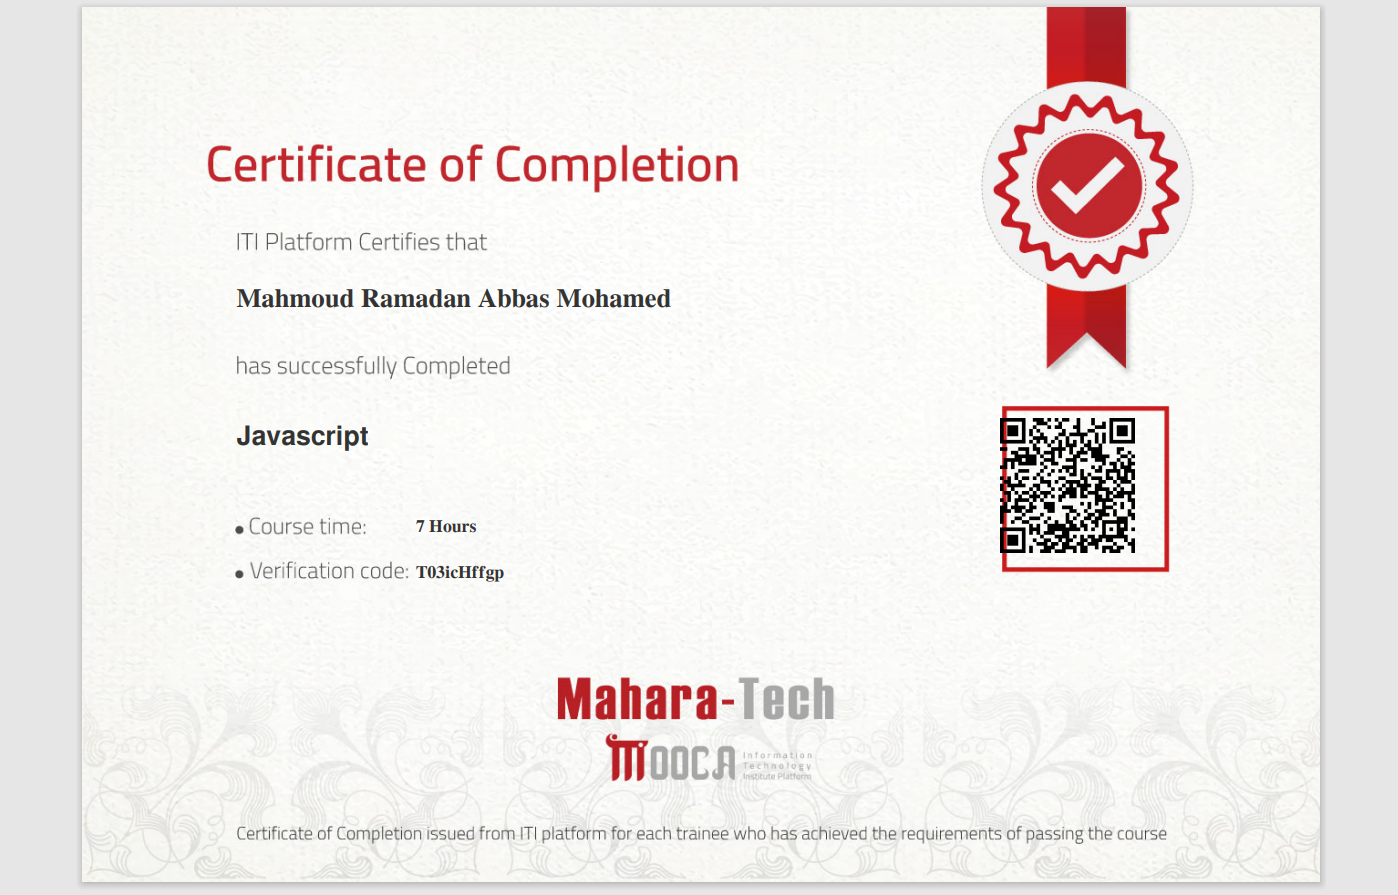 Certificate of Completion
ITI Platform Certifies that
Mahmoud Ramadan Abbas Mohamed
has successfully Completed
Javascript
Course time: 7 Hours
Verification code: T03icHffgp
Mahara-Tech
MOOCA
Information
Technology
Institute Platform
Certificate of Completion issued from ITI platform for each trainee who has achieved the requirements of passing the course